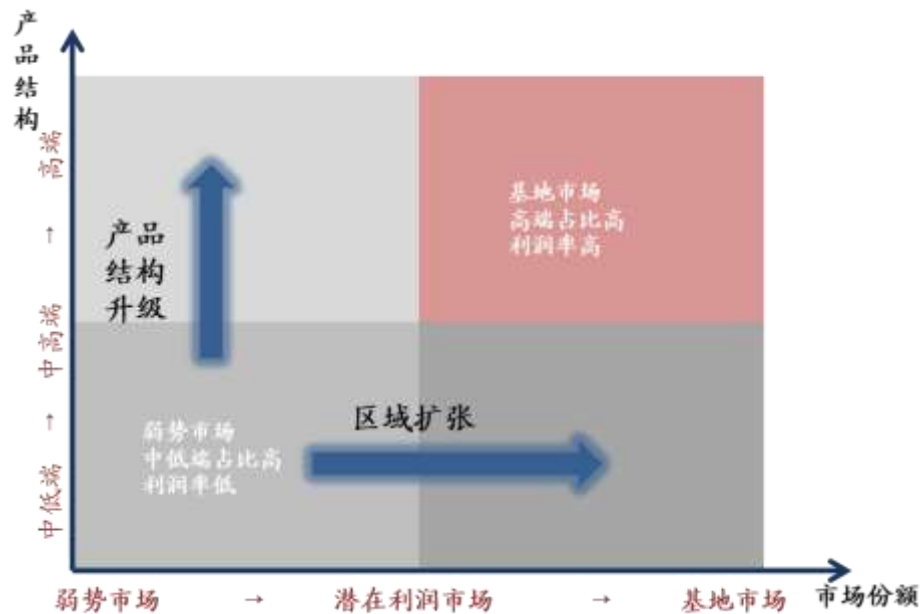 产品结构
高端
→
中高端
→
中低端
产品
结构
升级
基地市场
高端占比高
利润率高
区域扩张
弱势市场
中低端占比高
利润率低
弱势市场 → 潜在利润市场 → 基地市场 市场份额